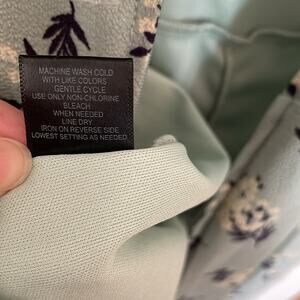 MACHINE WASH COLD
WITH LIKE COLORS
GENTLE CYCLE
USE ONLY NON-CHLORINE
BLEACH
WHEN NEEDED
LINE DRY
IRON ON REVERSE SIDE
LOWEST SETTING AS NEEDED